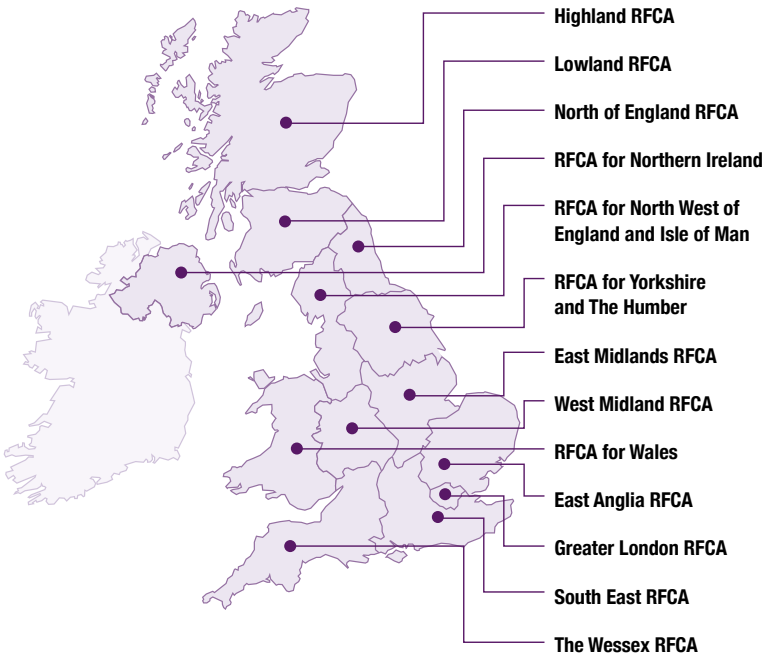 Highland RFCA
Lowland RFCA
North of England RFCA
RFCA for Northern Ireland
RFCA for North West of
England and Isle of Man
RFCA for Yorkshire
and The Humber
East Midlands RFCA
West Midland RFCA
RFCA for Wales
East Anglia RFCA
Greater London RFCA
South East RFCA
The Wessex RFCA